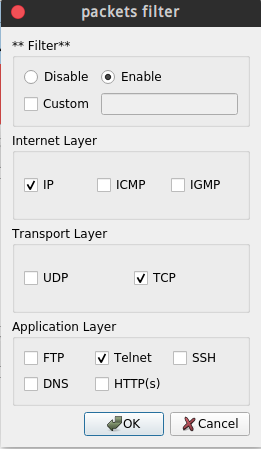 packets filter
** Filter**
Disable Enable
Custom
Internet Layer
IP ICMP IGMP
Transport Layer
UDP TCP
Application Layer
FTP Telnet SSH
DNS HTTP(s)
OK Cancel